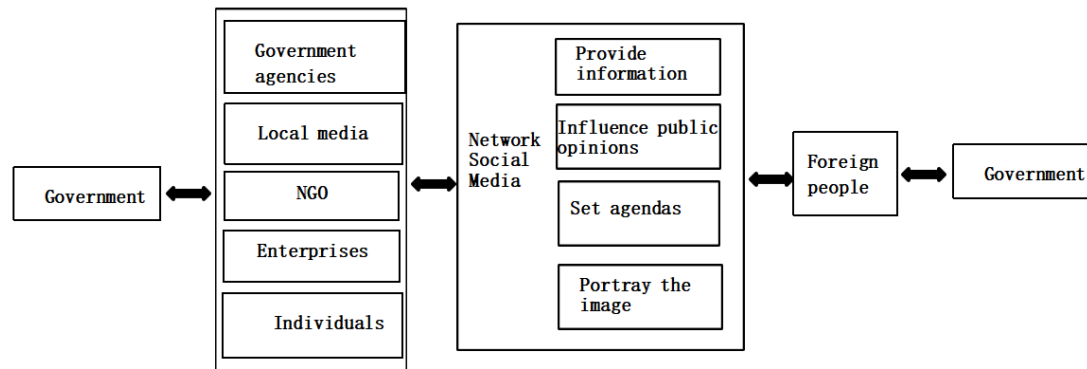 Government
Government
agencies
Local media
NGO
Enterprises
Individuals
Network
Social
Media
Provide
information
Influence public
opinions
Set agendas
Portray the
image
Foreign
people
Government